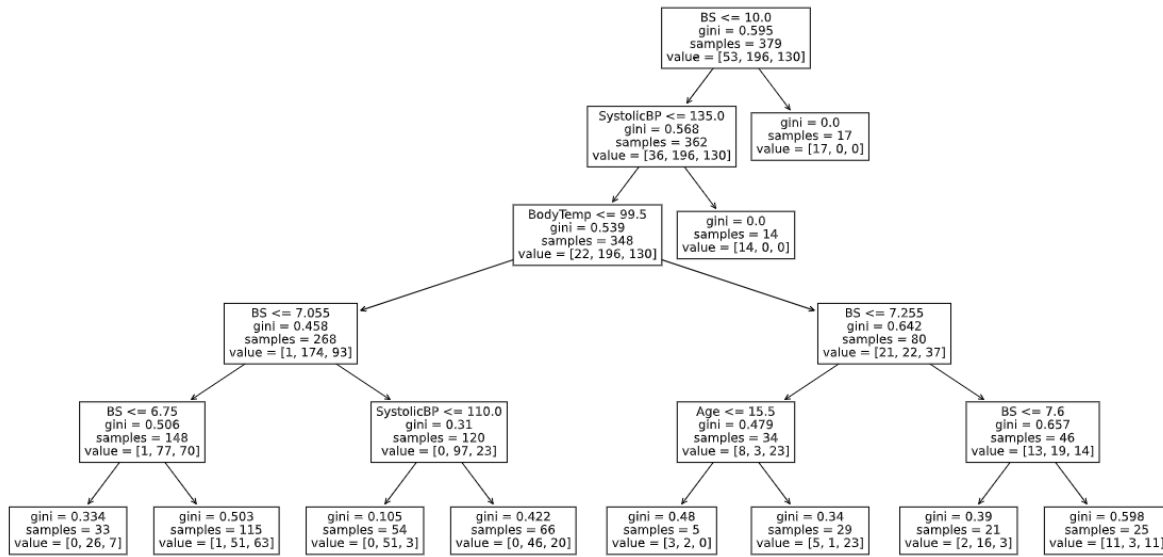 BS <= 10.0
gini = 0.595
samples = 379
value = [53, 196, 130]
SystolicBP <= 135.0
gini = 0.568
samples = 362
value = [36, 196, 130]
gini = 0.0
samples = 17
value = [17, 0, 0]
BodyTemp <= 99.5
gini = 0.539
samples = 348
value = [22, 196, 130]
gini = 0.0
samples = 14
value = [14, 0, 0]
BS <= 7.055
gini = 0.458
samples = 268
value = [1, 174, 93]
BS <= 7.255
gini = 0.642
samples = 80
value = [21, 22, 37]
BS <= 6.75
gini = 0.506
samples = 148
value = [1, 77, 70]
SystolicBP <= 110.0
gini = 0.31
samples = 120
value = [0, 97, 23]
Age <= 15.5
gini = 0.479
samples = 34
value = [8, 3, 23]
BS <= 7.6
gini = 0.657
samples = 46
value = [13, 19, 14]
gini = 0.334
samples = 33
value = [0, 26, 7]
gini = 0.503
samples = 115
value = [1, 51, 63]
gini = 0.105
samples = 54
value = [0, 51, 3]
gini = 0.422
samples = 66
value = [0, 46, 20]
gini = 0.48
samples = 5
value = [3, 2, 0]
gini = 0.34
samples = 29
value = [5, 1, 23]
gini = 0.39
samples = 21
value = [2, 16, 3]
gini = 0.598
samples = 25
value = [11, 3, 11]